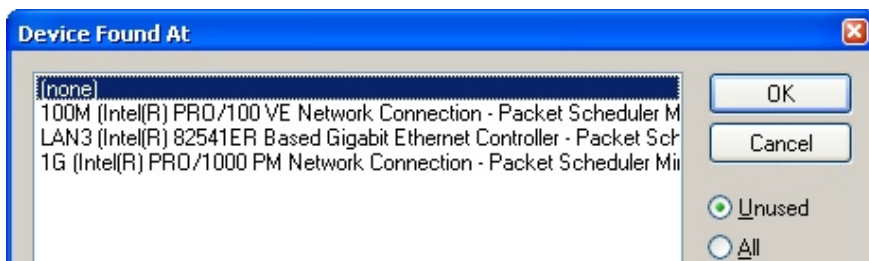 Device Found At
(none)
100M (Intel(R) PRO/100 VE Network Connection - Packet Scheduler M
LAN3 (Intel(R) 82541ER Based Gigabit Ethernet Controller - Packet Sch
1G (Intel(R) PRO/1000 PM Network Connection - Packet Scheduler Mi
OK
Cancel
Unused
All